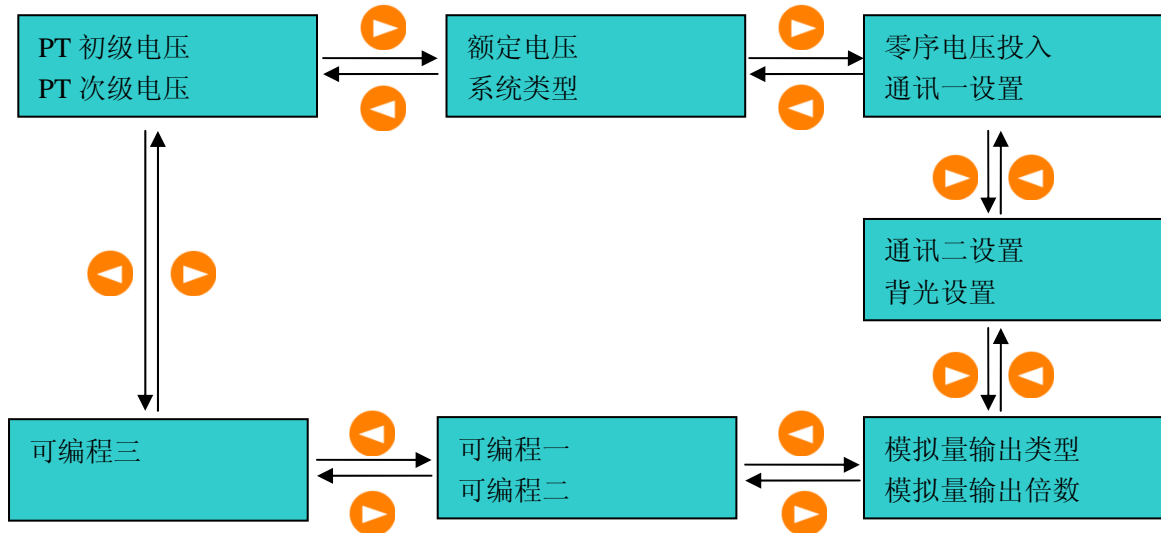 PT 初级电压
PT 次级电压
额定电压
系统类型
零序电压投入
通讯一设置
通讯二设置
背光设置
可编程三
可编程一
可编程二
模拟量输出类型
模拟量输出倍数